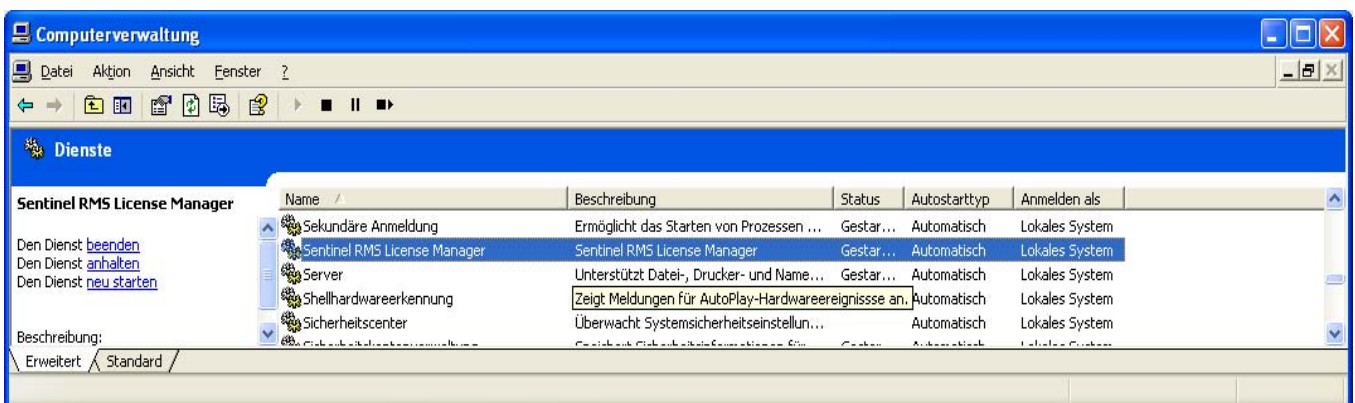 Computerverwaltung
Datei Aktion Ansicht Fenster ?
Dienste
Sentinel RMS License Manager
Den Dienst beenden
Den Dienst anhalten
Den Dienst neu starten
Beschreibung:
Name Beschreibung Status Autostarttyp Anmelden als
Sekundäre Anmeldung Ermöglicht das Starten von Prozessen ... Gestar... Automatisch Lokales System
Sentinel RMS License Manager Sentinel RMS License Manager Gestar... Automatisch Lokales System
Server Unterstützt Datei-, Drucker- und Name... Gestar... Automatisch Lokales System
Shellhardwareerkennung Zeigt Meldungen für AutoPlay-Hardwareereignissse an. Automatisch Lokales System
Sicherheitscenter Überwacht Systemsicherheitseinstellun... Automatisch Lokales System
Erweitert Standard